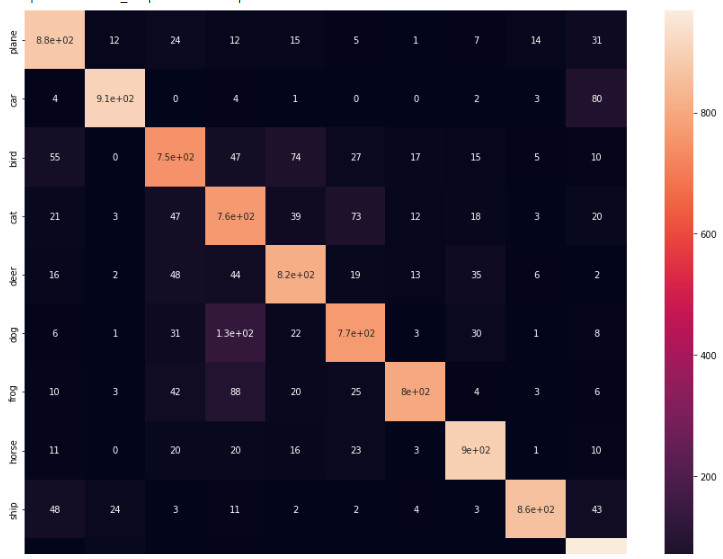 plane 8.8e+02 12 24 12 15 5 1 7 14 31
car 4 9.1e+02 0 4 1 0 0 2 3 80
800
bird 55 0 7.5e+02 47 74 27 17 15 5 10
cat 21 3 47 7.6e+02 39 73 12 18 3 20
600
deer 16 2 48 44 8.2e+02 19 13 35 6 2
dog 6 1 31 1.3e+02 22 7.7e+02 3 30 1 8
400
frog 10 3 42 88 20 25 8e+02 4 3 6
horse 11 0 20 20 16 23 3 9e+02 1 10
200
ship 48 24 3 11 2 2 4 3 8.6e+02 43